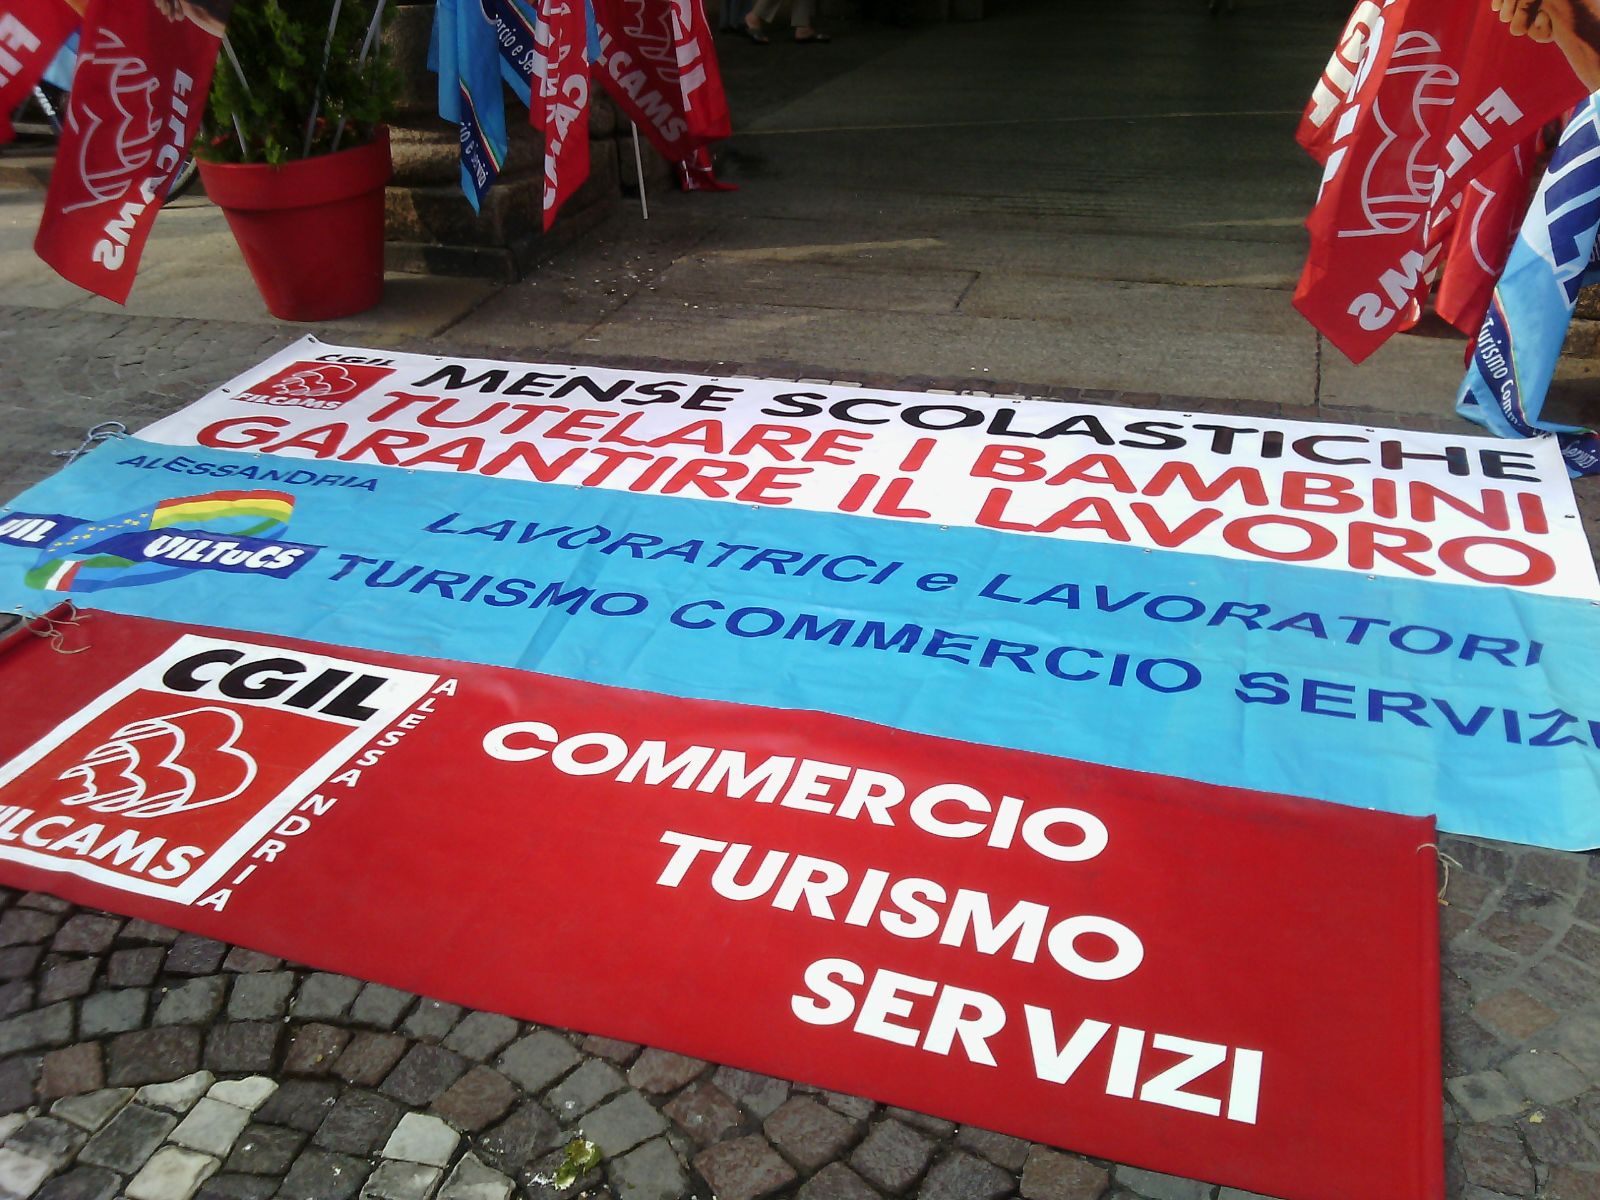 FILCAMS
FILCAMS
FILCAMS
CGIL
MENSE SCOLASTICHE
FILCAMS
TUTELARE I BAMBINI
GARANTIRE IL LAVORO
ALESSANDRIA
UIL
UILTuCS
LAVORATRICI e LAVORATORI
TURISMO COMMERCIO SERVIZI
CGIL
FILCAMS
ALESSANDRIA
COMMERCIO
TURISMO
SERVIZI